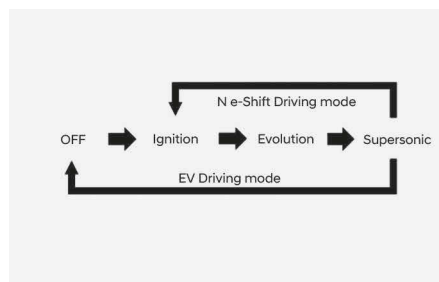 N e-Shift Driving mode
OFF
Ignition
Evolution
Supersonic
EV Driving mode